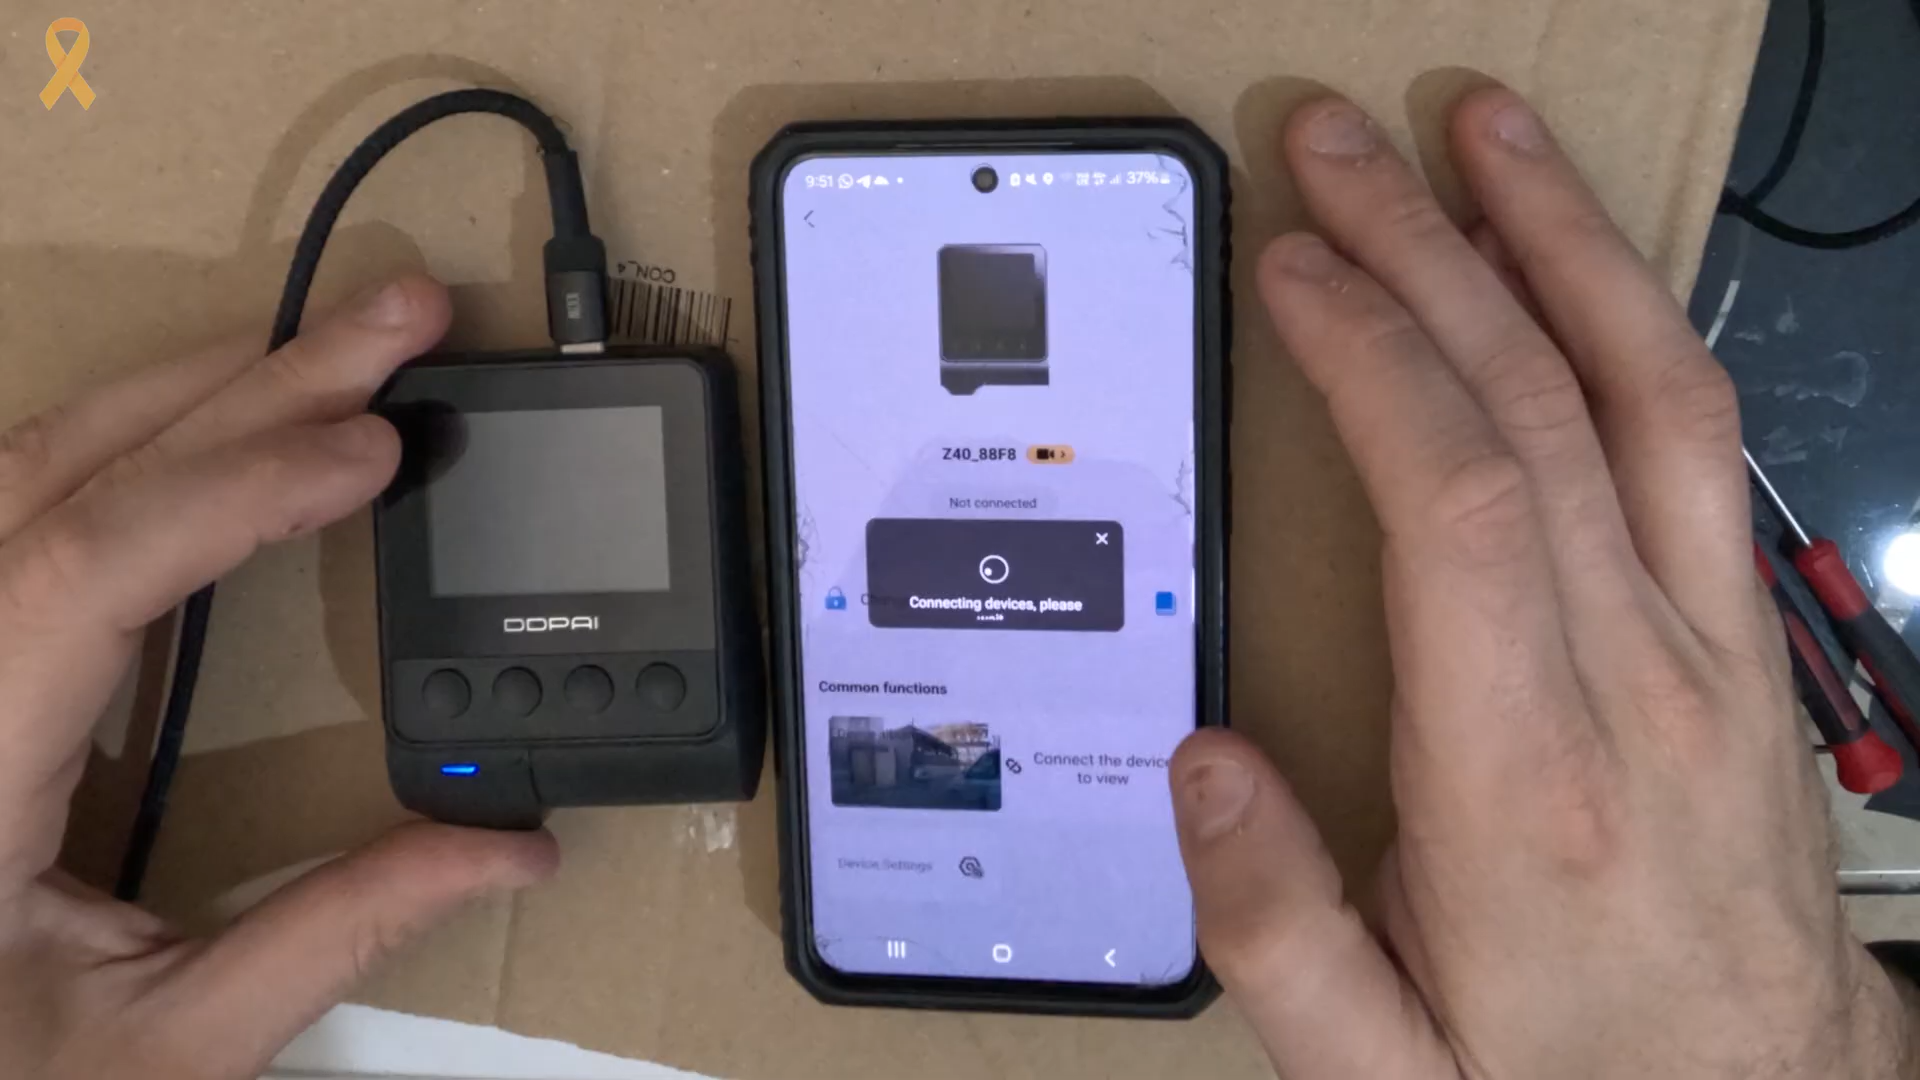 CON_4
9:51
37%
Z40_88F8
Not connected
Connecting devices, please
Common functions
Connect the device
to view
Device Settings
DDPAI